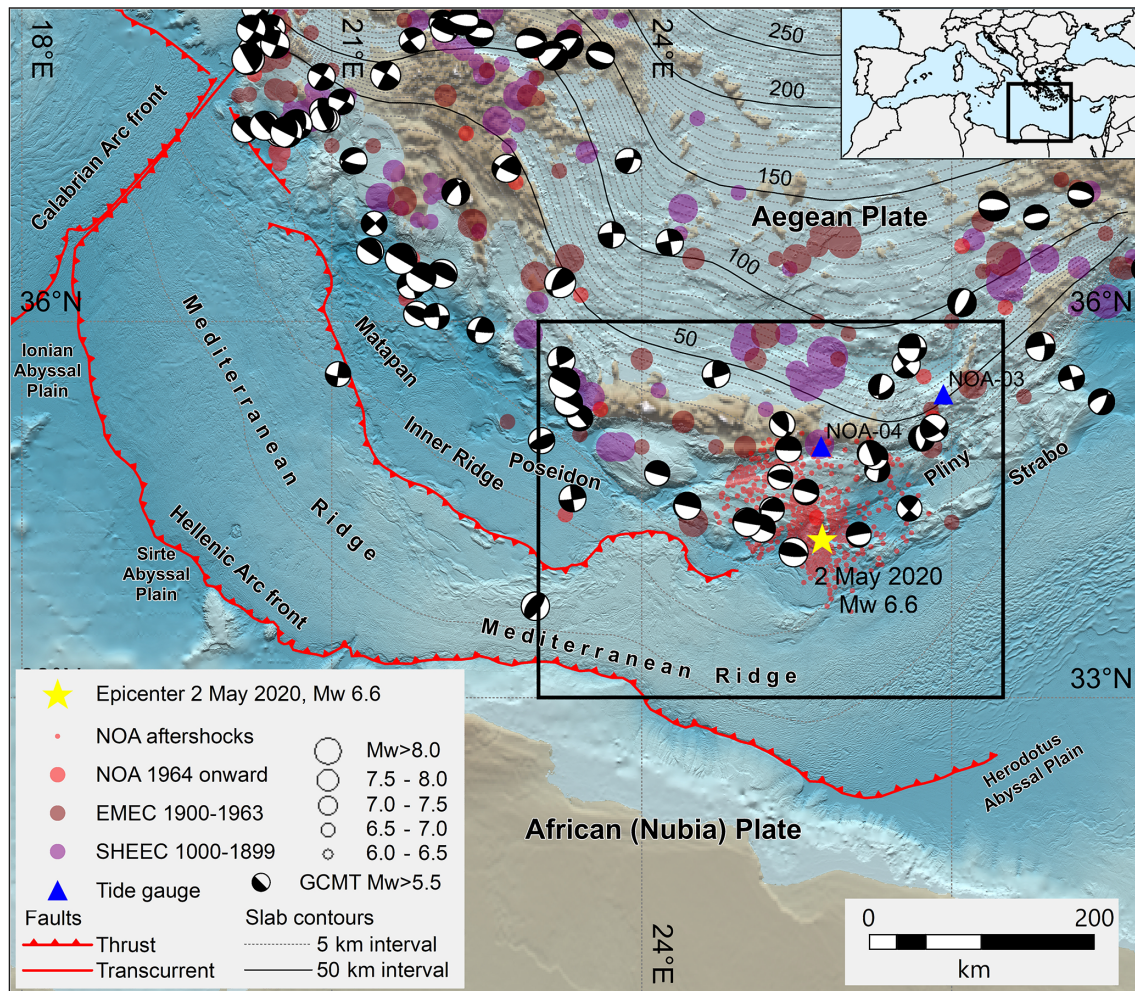 18°E
21°E
24°E
250
200
150
100
50
Calabrian Arc front
Aegean Plate
36°N
36°N
Ionian
Abyssal
Plain
Mediterranean Ridge
Matapan
Inner Ridge
Poseidon
NOA-03
NOA-04
Pliny
Strabo
Hellenic Arc front
Sirte
Abyssal
Plain
2 May 2020
Mw 6.6
Mediterranean Ridge
33°N
Herodotus
Abyssal Plain
African (Nubia) Plate
24°E
Epicenter 2 May 2020, Mw 6.6
NOA aftershocks
NOA 1964 onward
EMEC 1900-1963
SHEEC 1000-1899
Tide gauge
Mw>8.0
7.5 - 8.0
7.0 - 7.5
6.5 - 7.0
6.0 - 6.5
GCMT Mw>5.5
Faults
Thrust
Transcurrent
Slab contours
5 km interval
50 km interval
0 200
km